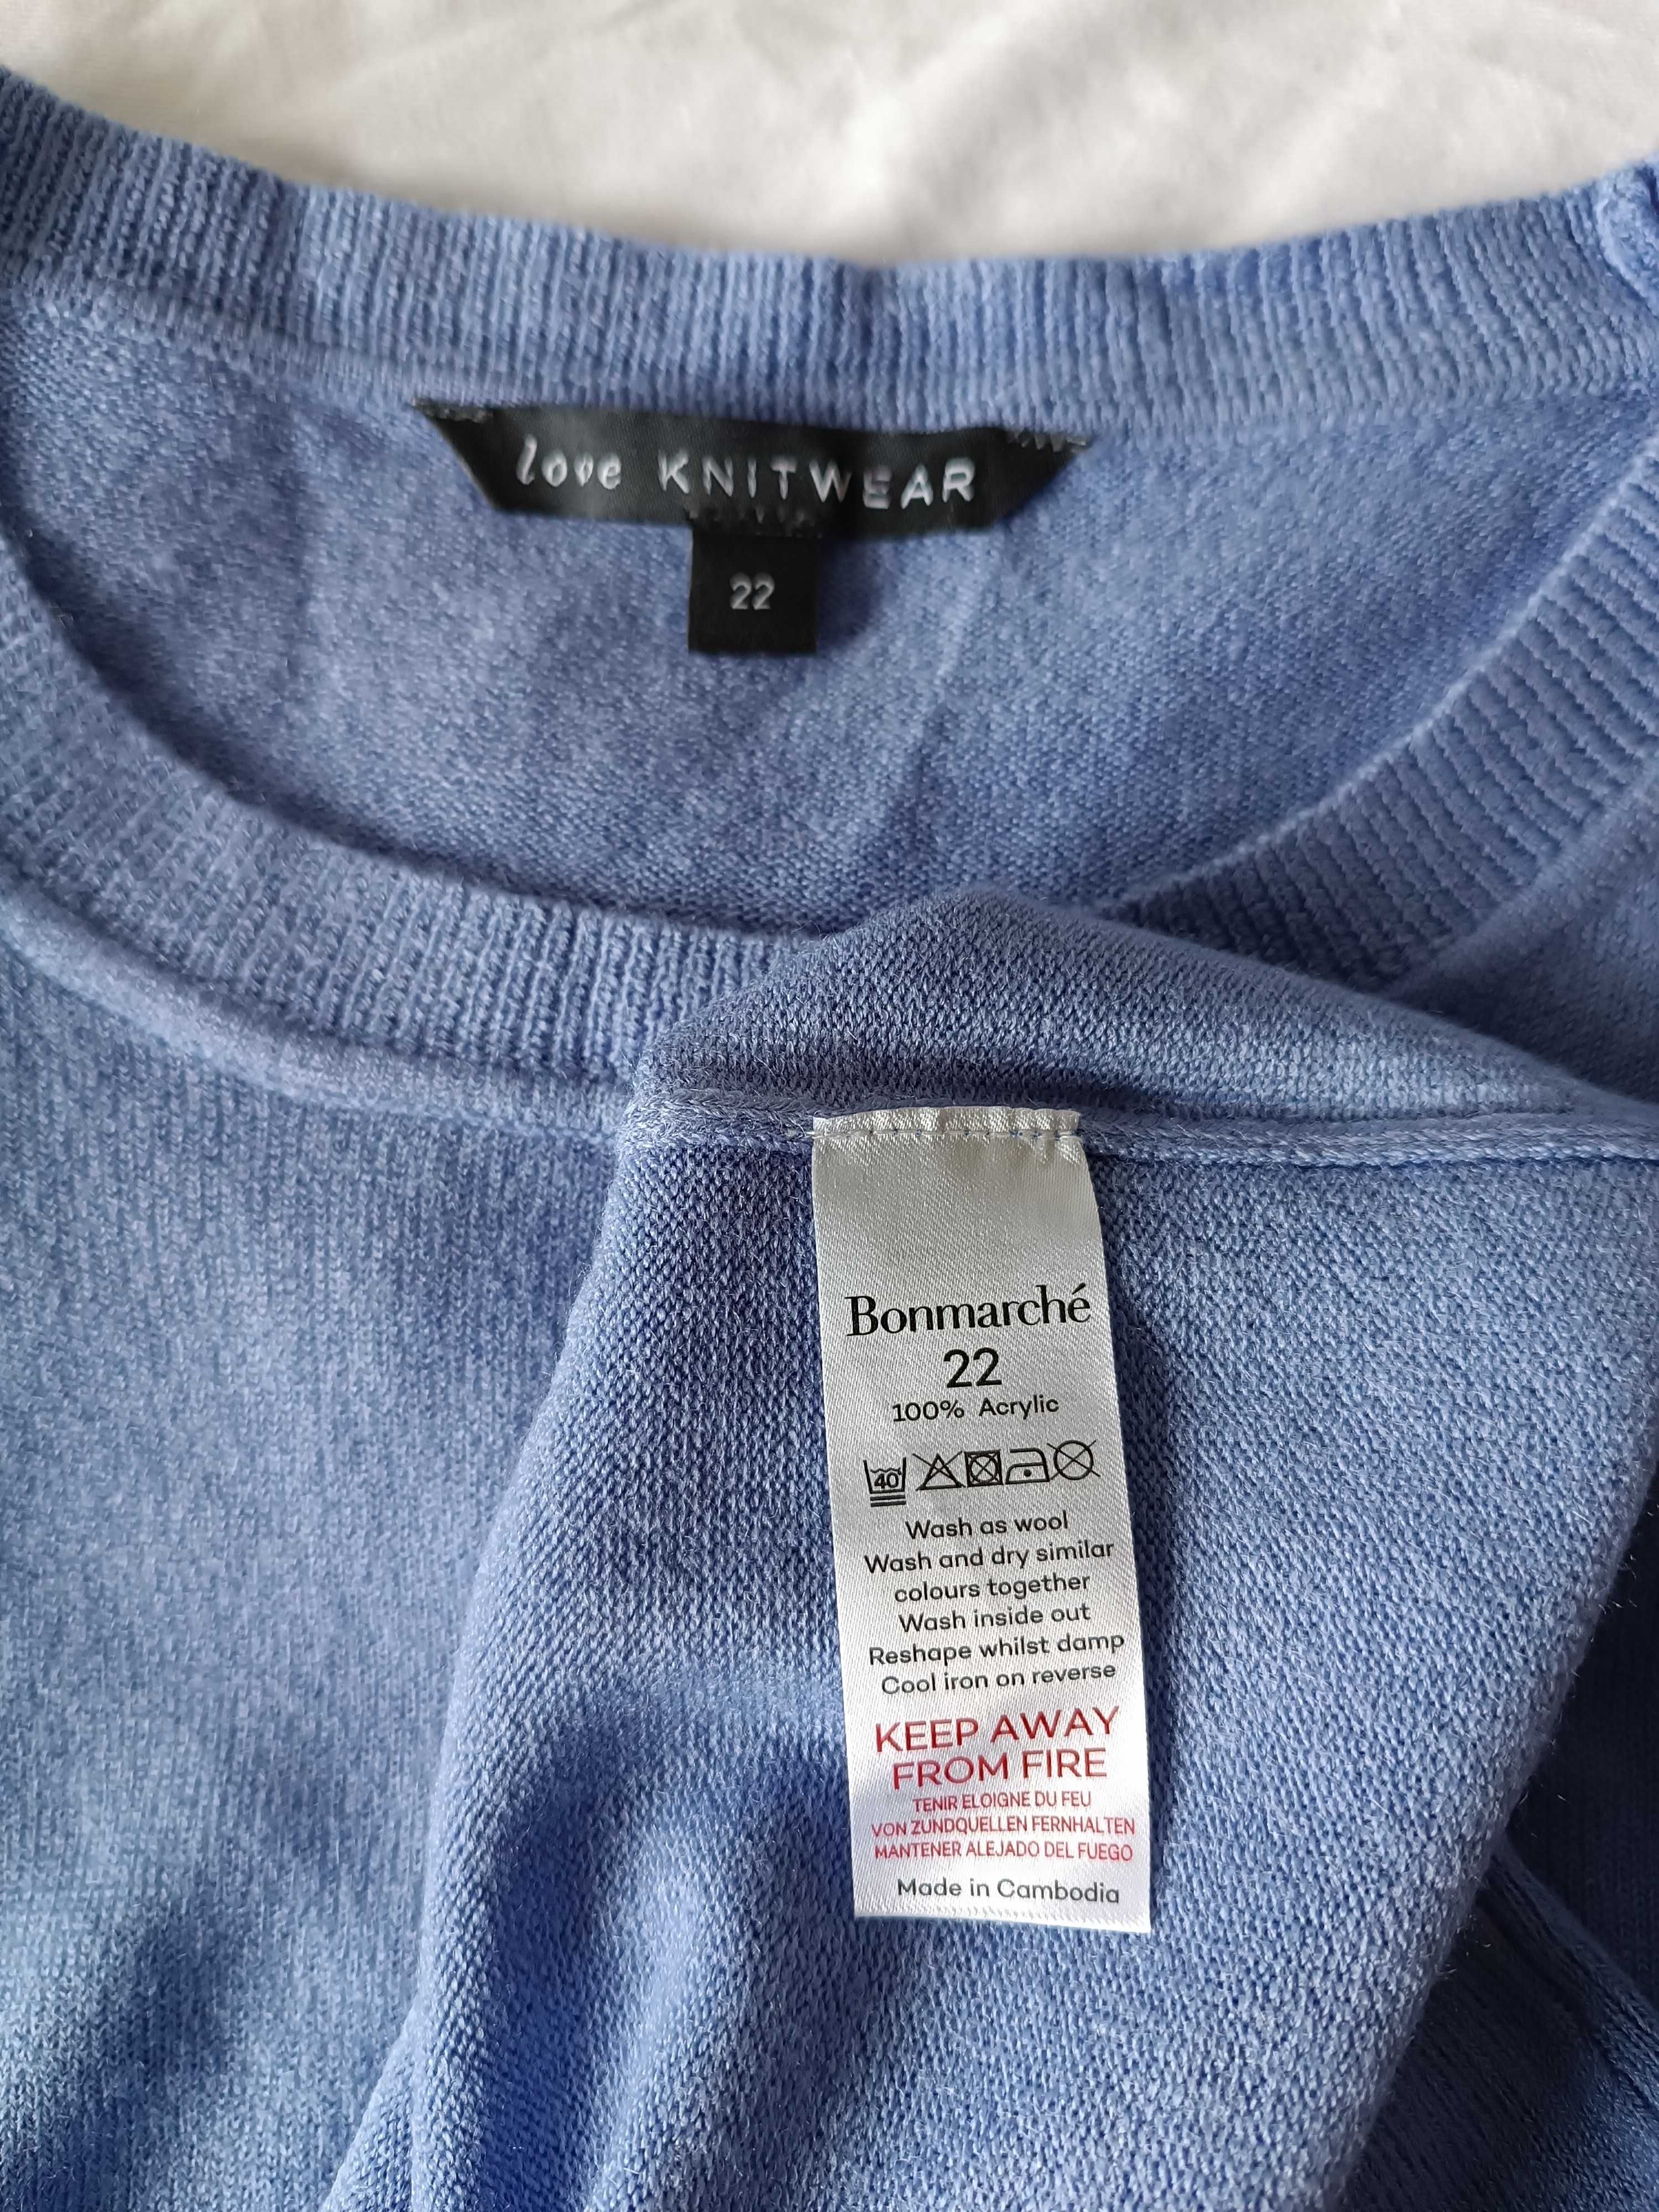 love KNITWEAR
22
Bonmarché
22
100% Acrylic
40
Wash as wool
Wash and dry similar
colours together
Wash inside out
Reshape whilst damp
Cool iron on reverse
KEEP AWAY
FROM FIRE
TENIR ELOIGNE DU FEU
VON ZUNDQUELLEN FERNHALTEN
MANTENER ALEJADO DEL FUEGO
Made in Cambodia